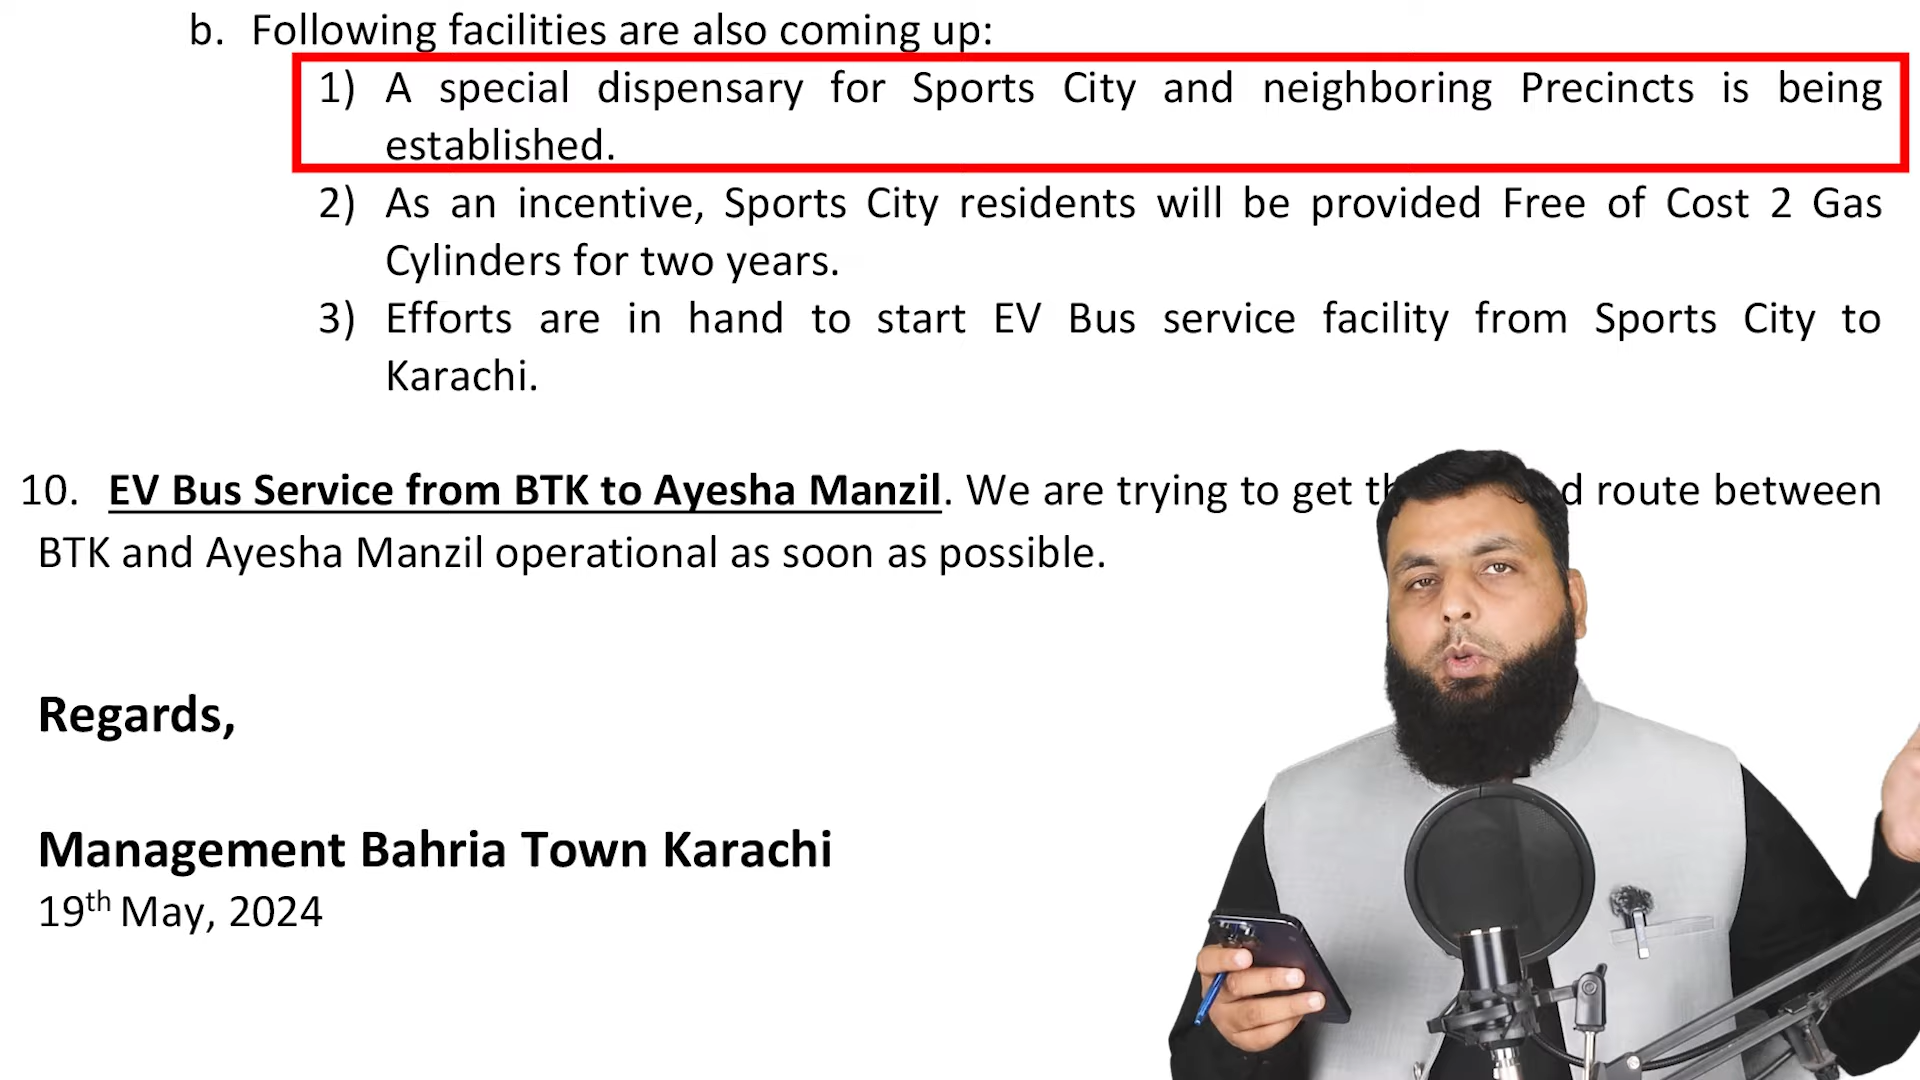 b. Following facilities are also coming up:
1) A special dispensary for Sports City and neighboring Precincts is being
established.
2) As an incentive, Sports City residents will be provided Free of Cost 2 Gas
Cylinders for two years.
3) Efforts are in hand to start EV Bus service facility from Sports City to
Karachi.
10. EV Bus Service from BTK to Ayesha Manzil. We are trying to get route between
BTK and Ayesha Manzil operational as soon as possible.
Regards,
Management Bahria Town Karachi
19th May, 2024